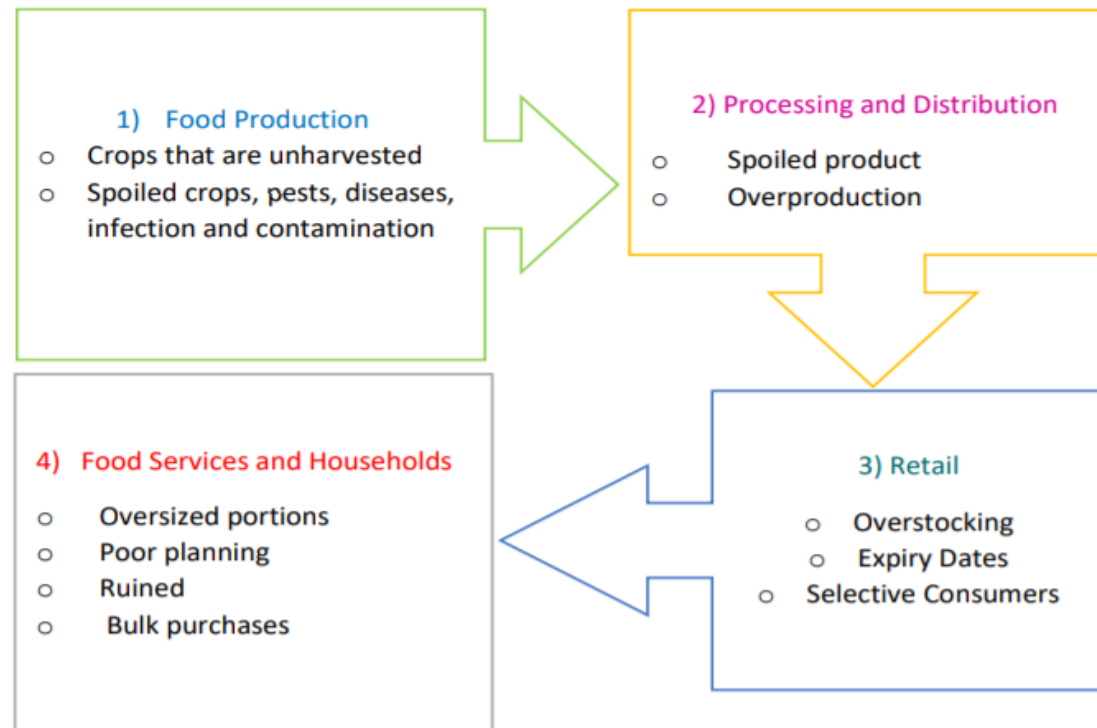 1) Food Production
o Crops that are unharvested
o Spoiled crops, pests, diseases,
infection and contamination
2) Processing and Distribution
o Spoiled product
o Overproduction
3) Retail
o Overstocking
o Expiry Dates
o Selective Consumers
4) Food Services and Households
o Oversized portions
o Poor planning
o Ruined
o Bulk purchases